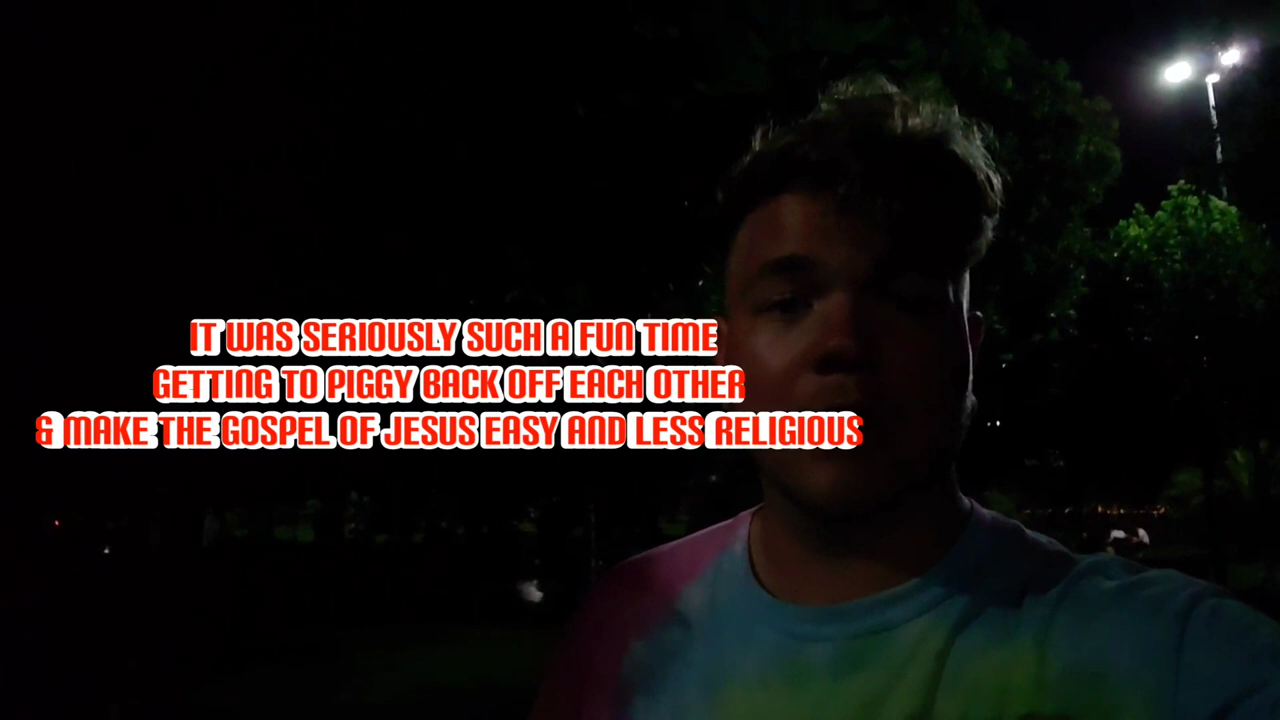 IT WAS SERIOUSLY SUCH A FUN TIME
GETTING TO PIGGY BACK OFF EACH OTHER
& MAKE THE GOSPEL OF JESUS EASY AND LESS RELIGIOUS